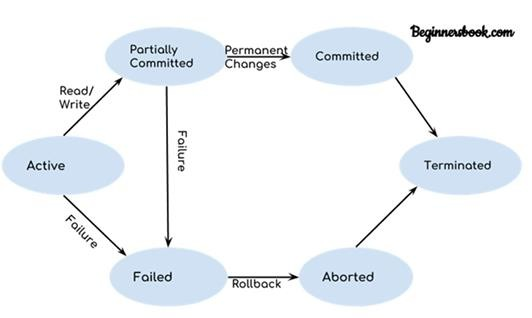 Beginnersbook.com
Partially
Committed
Permanent
Changes
Committed
Read/
Write
Failure
Active
Terminated
Failure
Failed
Rollback
Aborted